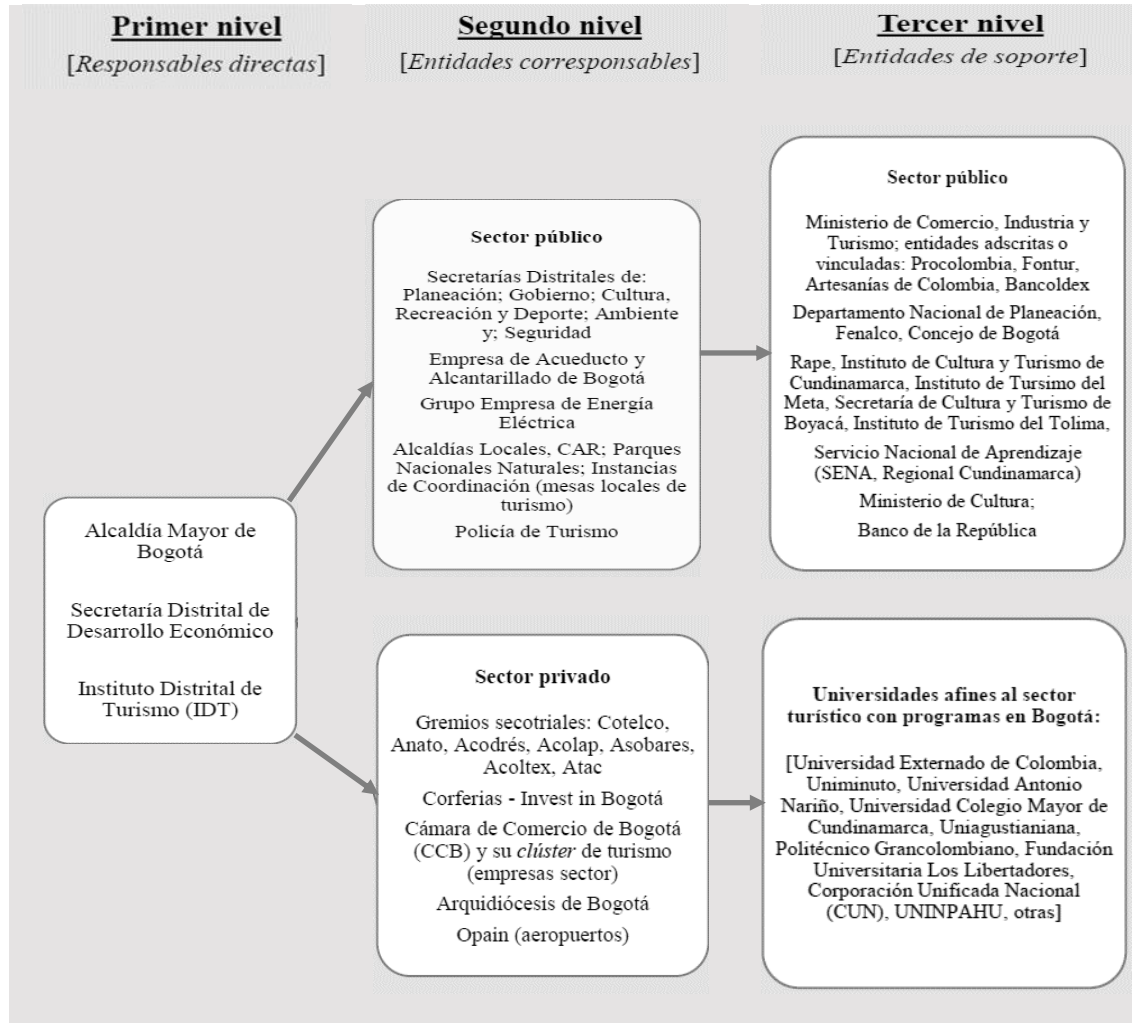 Primer nivel
[Responsables directas]
Segundo nivel
[Entidades corresponsables]
Tercer nivel
[Entidades de soporte]
Alcaldía Mayor de
Bogotá
Secretaría Distrital de
Desarrollo Económico
Instituto Distrital de
Turismo (IDT)
Sector público
Secretarías Distritales de:
Planeación; Gobierno; Cultura,
Recreación y Deporte; Ambiente
y; Seguridad
Empresa de Acueducto y
Alcantarillado de Bogotá
Grupo Empresa de Energía
Eléctrica
Alcaldías Locales, CAR; Parques
Nacionales Naturales; Instancias
de Coordinación (mesas locales de
turismo)
Policía de Turismo
Sector privado
Gremios secotriales: Cotelco,
Anato, Acodrés, Acolap, Asobares,
Acoltex, Atac
Corferias - Invest in Bogotá
Cámara de Comercio de Bogotá
(CCB) y su clúster de turismo
(empresas sector)
Arquidiócesis de Bogotá
Opain (aeropuertos)
Sector público
Ministerio de Comercio, Industria y
Turismo; entidades adscritas o
vinculadas: Procolombia, Fontur,
Artesanías de Colombia, Bancoldex
Departamento Nacional de Planeación,
Fenalco, Concejo de Bogotá
Rape, Instituto de Cultura y Turismo de
Cundinamarca, Instituto de Tursimo del
Meta, Secretaría de Cultura y Turismo de
Boyacá, Instituto de Turismo del Tolima,
Servicio Nacional de Aprendizaje
(SENA, Regional Cundinamarca)
Ministerio de Cultura;
Banco de la República
Universidades afines al sector
turístico con programas en Bogotá:
[Universidad Externado de Colombia,
Uniminuto, Universidad Antonio
Nariño, Universidad Colegio Mayor de
Cundinamarca, Uniagustianiana,
Politécnico Grancolombiano, Fundación
Universitaria Los Libertadores,
Corporación Unificada Nacional
(CUN), UNINPAHU, otras]